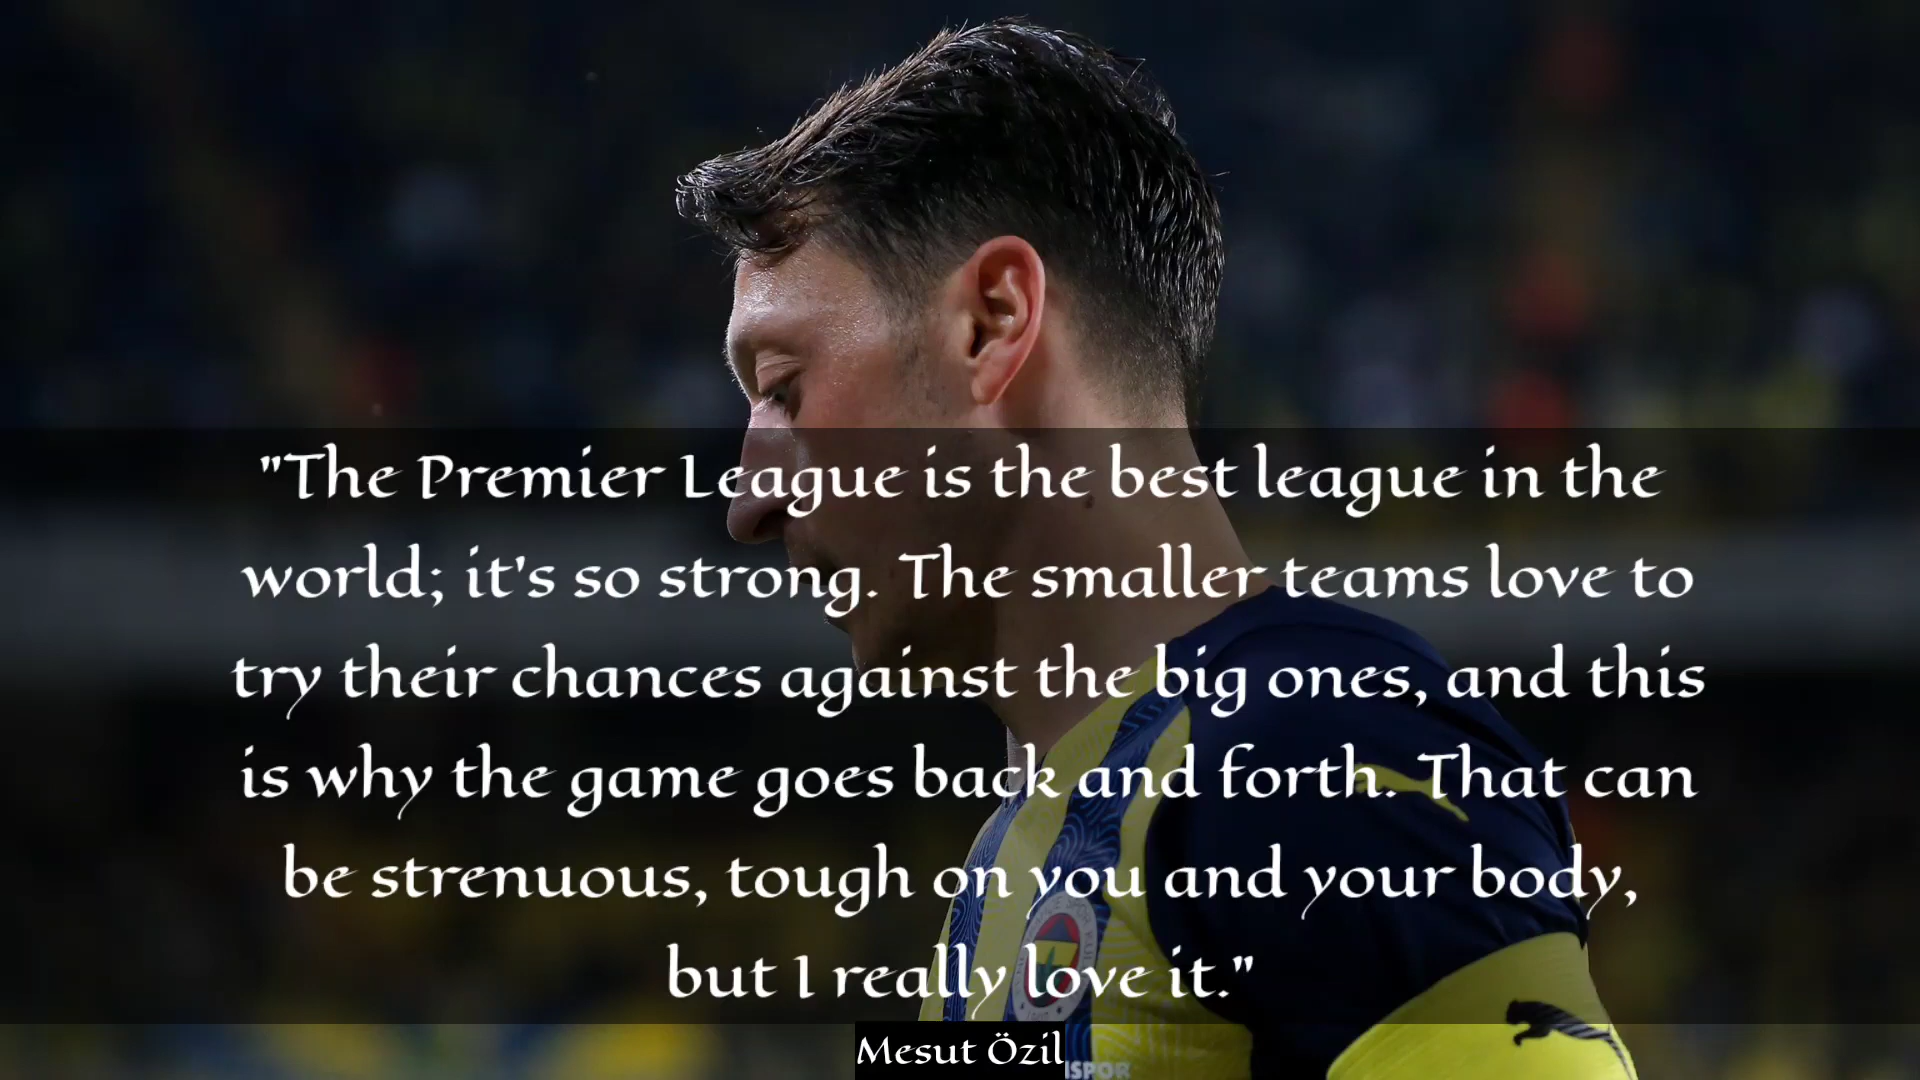 "The Premier League is the best league in the
world; it's so strong. The smaller teams love to
try their chances against the big ones, and this
is why the game goes back and forth. That can
be strenuous, tough on you and your body,
but I really love it."
Mesut Özil
ISPOR